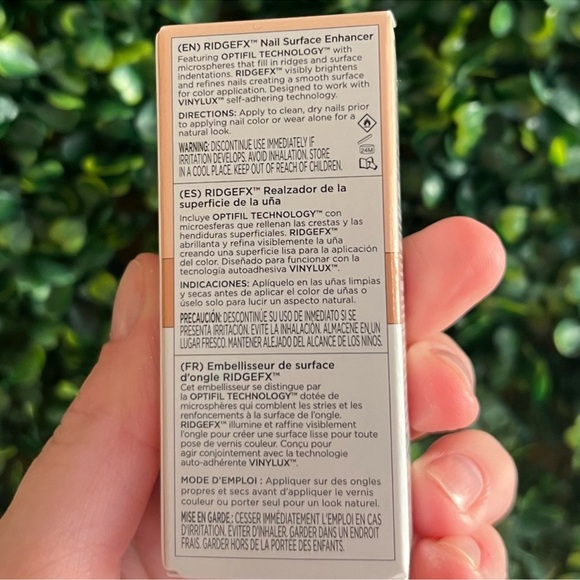 (EN) RIDGEFX™ Nail Surface Enhancer
Featuring OPTIFIL TECHNOLOGY™ with
microspheres that fill in ridges and surface
indentations. RIDGEFX™ visibly brightens
and refines nails creating a smooth surface
for color application. Designed to work with
VINYLUX™ self-adhering technology.
DIRECTIONS: Apply to clean, dry nails prior
to applying nail color or wear alone for a
natural look.
WARNING: DISCONTINUE USE IMMEDIATELY IF
IRRITATION DEVELOPS. AVOID INHALATION. STORE
IN A COOL PLACE. KEEP OUT OF REACH OF CHILDREN.
24M
(ES) RIDGEFX™ Realzador de la
superficie de la uña
Incluye OPTIFIL TECHNOLOGY™ con
microesferas que rellenan las crestas y las
hendiduras superficiales. RIDGEFX™
abrillanta y refina visiblemente la uña
creando una superficie lisa para la aplicación
del color. Diseñado para funcionar con la
tecnología autoadhesiva VINYLUX™.
INDICACIONES: Aplíquelo en las uñas limpias
y secas antes de aplicar el color de uñas o
úselo solo para lucir un aspecto natural.
PRECAUCIÓN: DESCONTINÚE SU USO DE INMEDIATO SI SE
PRESENTA IRRITACIÓN. EVITE LA INHALACIÓN. ALMACENE EN UN
LUGAR FRESCO. MANTENER ALEJADO DEL ALCANCE DE LOS NIÑOS.
(FR) Embellisseur de surface
d'ongle RIDGEFX™
Cet embellisseur se distingue par
la OPTIFIL TECHNOLOGY™ dotée de
microsphères qui comblent les stries et les
renfoncements à la surface de l'ongle.
RIDGEFX™ illumine et raffine visiblement
l'ongle pour créer une surface lisse pour toute
pose de vernis couleur. Conçu pour
agir conjointement avec la technologie
auto-adhérente VINYLUX™.
MODE D'EMPLOI : Appliquer sur des ongles
propres et secs avant d'appliquer le vernis
couleur ou porter seul pour un look naturel.
MISE EN GARDE : CESSER IMMÉDIATEMENT L'EMPLOI EN CAS
D'IRRITATION. ÉVITER D'INHALER. GARDER DANS UN ENDROIT
FRAIS. GARDER HORS DE LA PORTÉE DES ENFANTS.